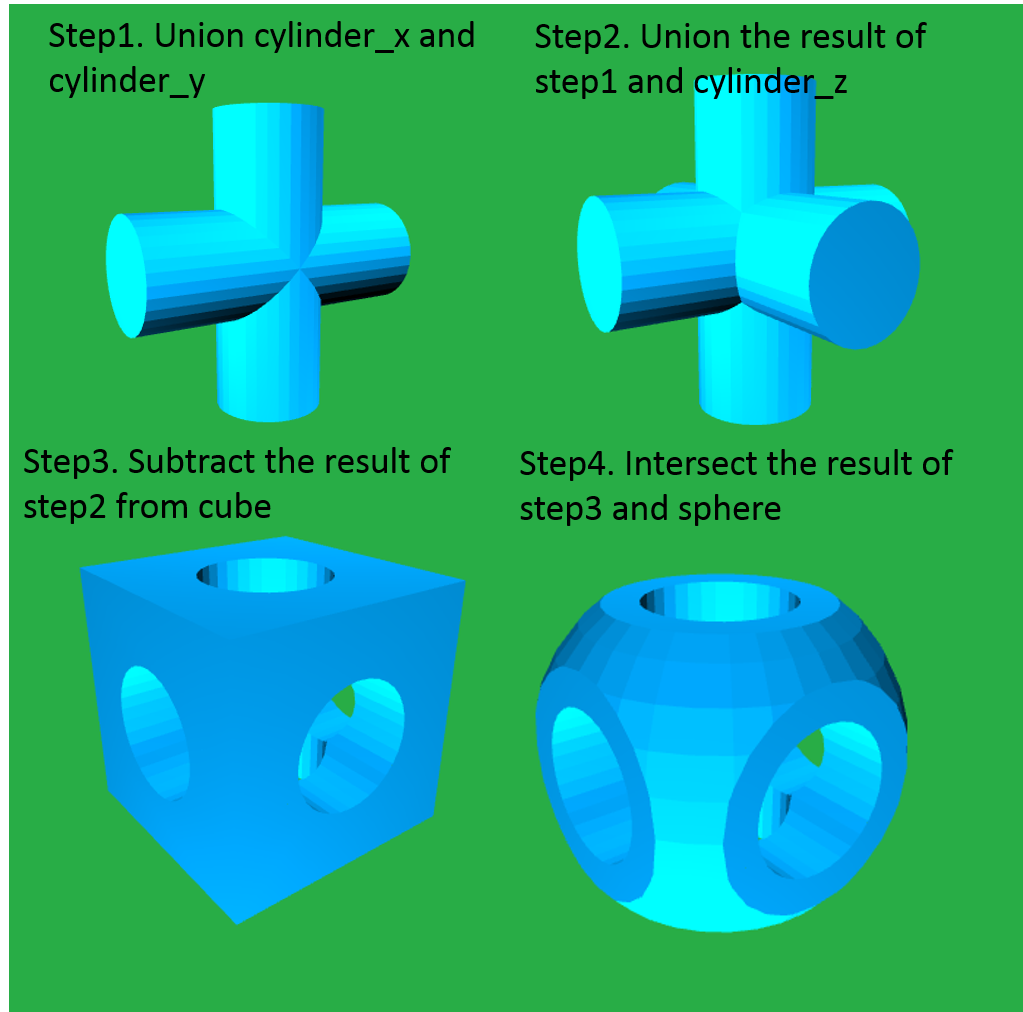 Step1. Union cylinder_x and
cylinder_y
Step2. Union the result of
step1 and cylinder_z
Step3. Subtract the result of
step2 from cube
Step4. Intersect the result of
step3 and sphere